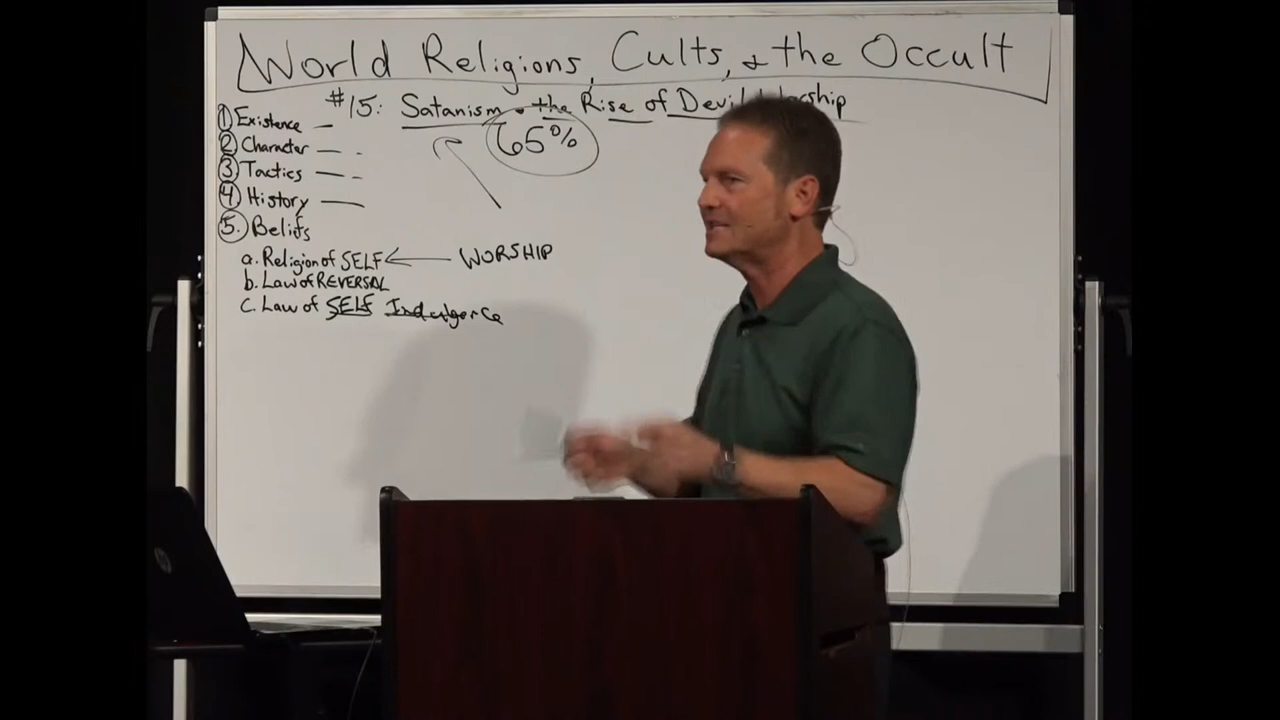 World Religions, Cults, & the Occult
#15: Satanism - the Rise of Devil Worship
65%
① Existence —
② Character — -
③ Tactics — -
④ History —
⑤. Beliefs
a. Religion of SELF ← WORSHIP
b. Law of REVERSAL
c. Law of SELF Indulgence
hp